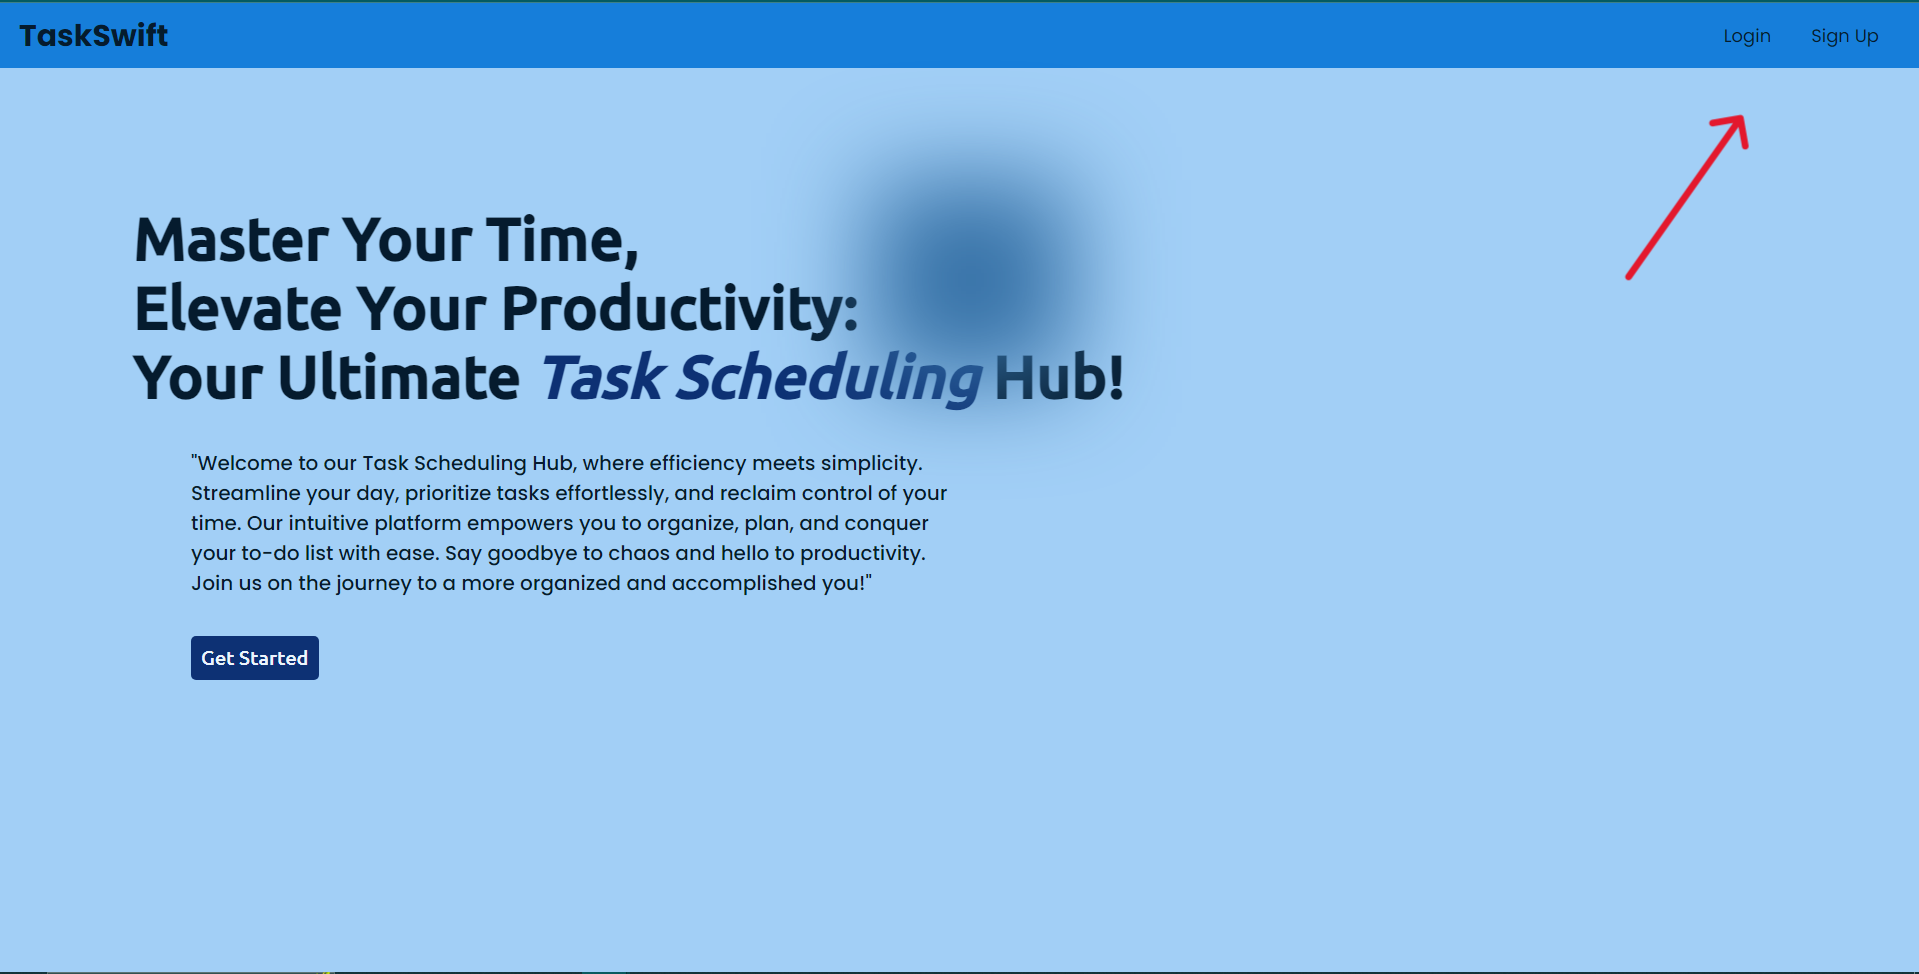 TaskSwift
Login
Sign Up
Master Your Time,
Elevate Your Productivity:
Your Ultimate Task Scheduling Hub!
"Welcome to our Task Scheduling Hub, where efficiency meets simplicity.
Streamline your day, prioritize tasks effortlessly, and reclaim control of your
time. Our intuitive platform empowers you to organize, plan, and conquer
your to-do list with ease. Say goodbye to chaos and hello to productivity.
Join us on the journey to a more organized and accomplished you!"
Get Started